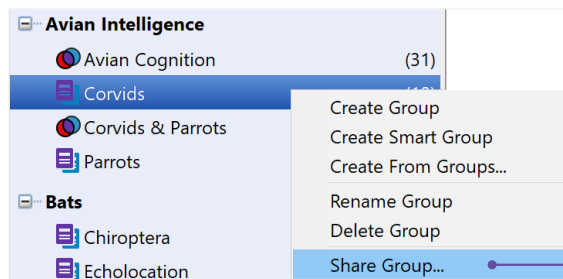 Avian Intelligence
Avian Cognition (31)
Corvids
Create Group
Create Smart Group
Corvids & Parrots
Create From Groups...
Parrots
Rename Group
Bats
Delete Group
Chiroptera
Share Group...
Echolocation